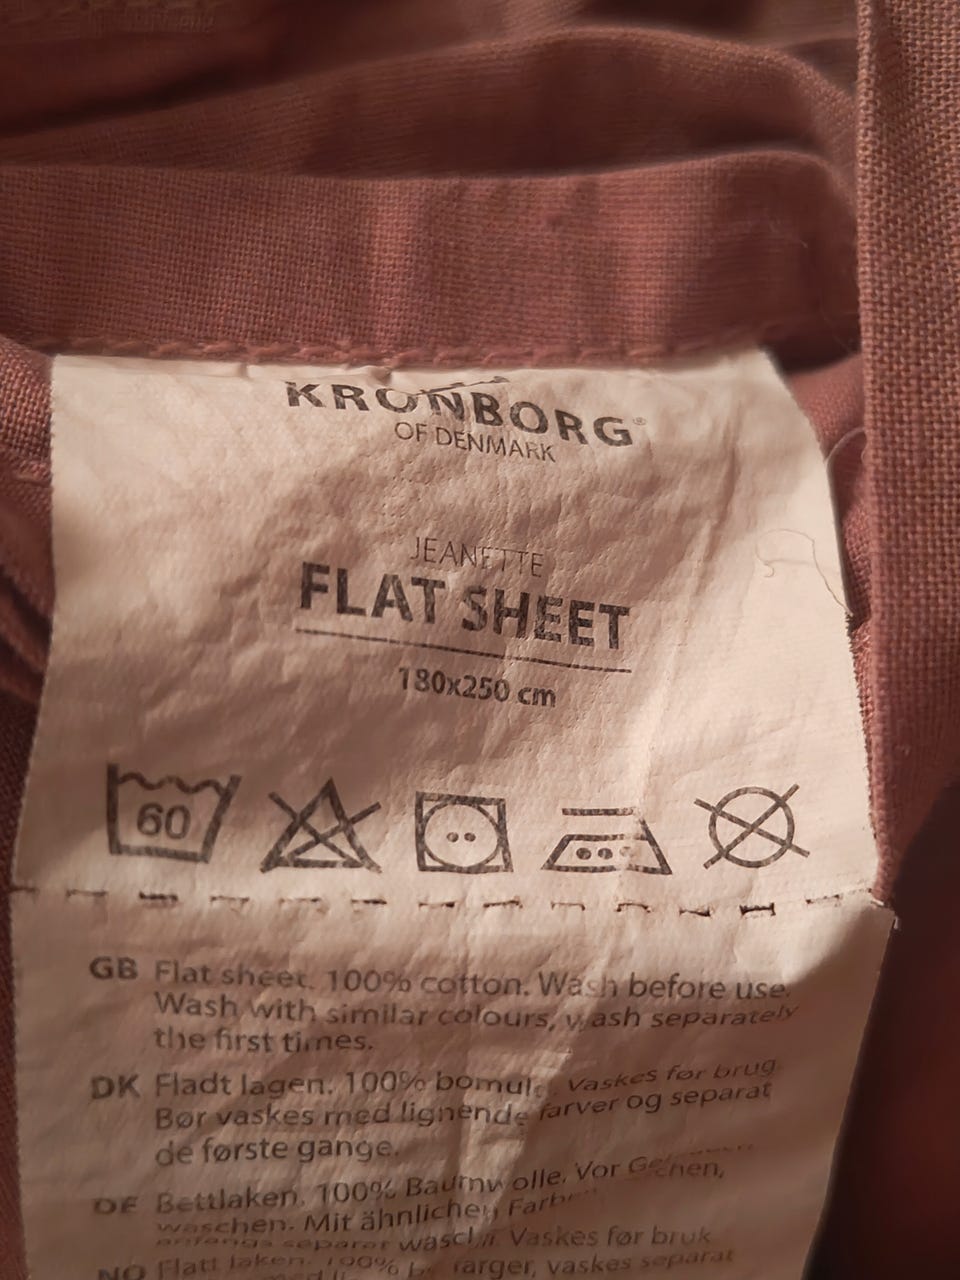 KRONBORG®
OF DENMARK
JEANETTE
FLAT SHEET
180x250 cm
60
GB Flat sheet. 100% cotton. Wash before use.
Wash with similar colours, wash separately
the first times.
DK Fladt lagen. 100% bomuld. Vaskes før brug.
Bør vaskes med lignende farver og separat
de første gange.
DE Bettlaken. 100% Baumwolle. Vor
waschen. Mit ähnlichen
separat Vaskes før bruk
NO Flatt laken. 100% farger, vaskes separat